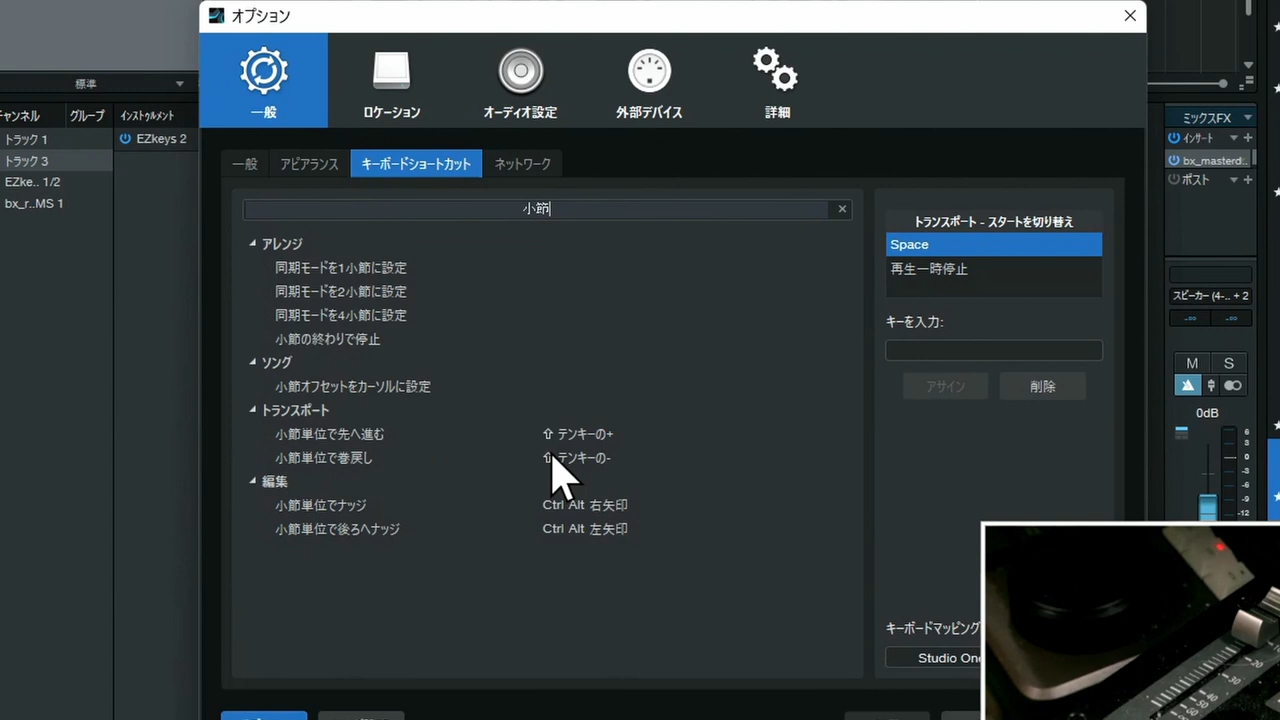 オプション
一般
ロケーション
オーディオ設定
外部デバイス
詳細
標準
チャンネル
グループ
インストゥルメント
トラック 1
EZkeys 2
トラック 3
EZke.. 1/2
bx_r..MS 1
一般
アピアランス
キーボードショートカット
ネットワーク
小節
アレンジ
同期モードを1小節に設定
同期モードを2小節に設定
同期モードを4小節に設定
小節の終わりで停止
ソング
小節オフセットをカーソルに設定
トランスポート
小節単位で先へ進む ⇧ テンキーの+
小節単位で巻戻し ⇧ テンキーの-
編集
小節単位でナッジ Ctrl Alt 右矢印
小節単位で後ろへナッジ Ctrl Alt 左矢印
トランスポート - スタートを切り替え
Space
再生一時停止
キーを入力:
アサイン
削除
キーボードマッピング
Studio One
ミックスFX
インサート
bx_masterd..
ポスト
スピーカー (4-.. + 2
-∞ -∞
M S
0dB
6
3
0
-3
-6
-9
-12
-20
-30
-40
-50